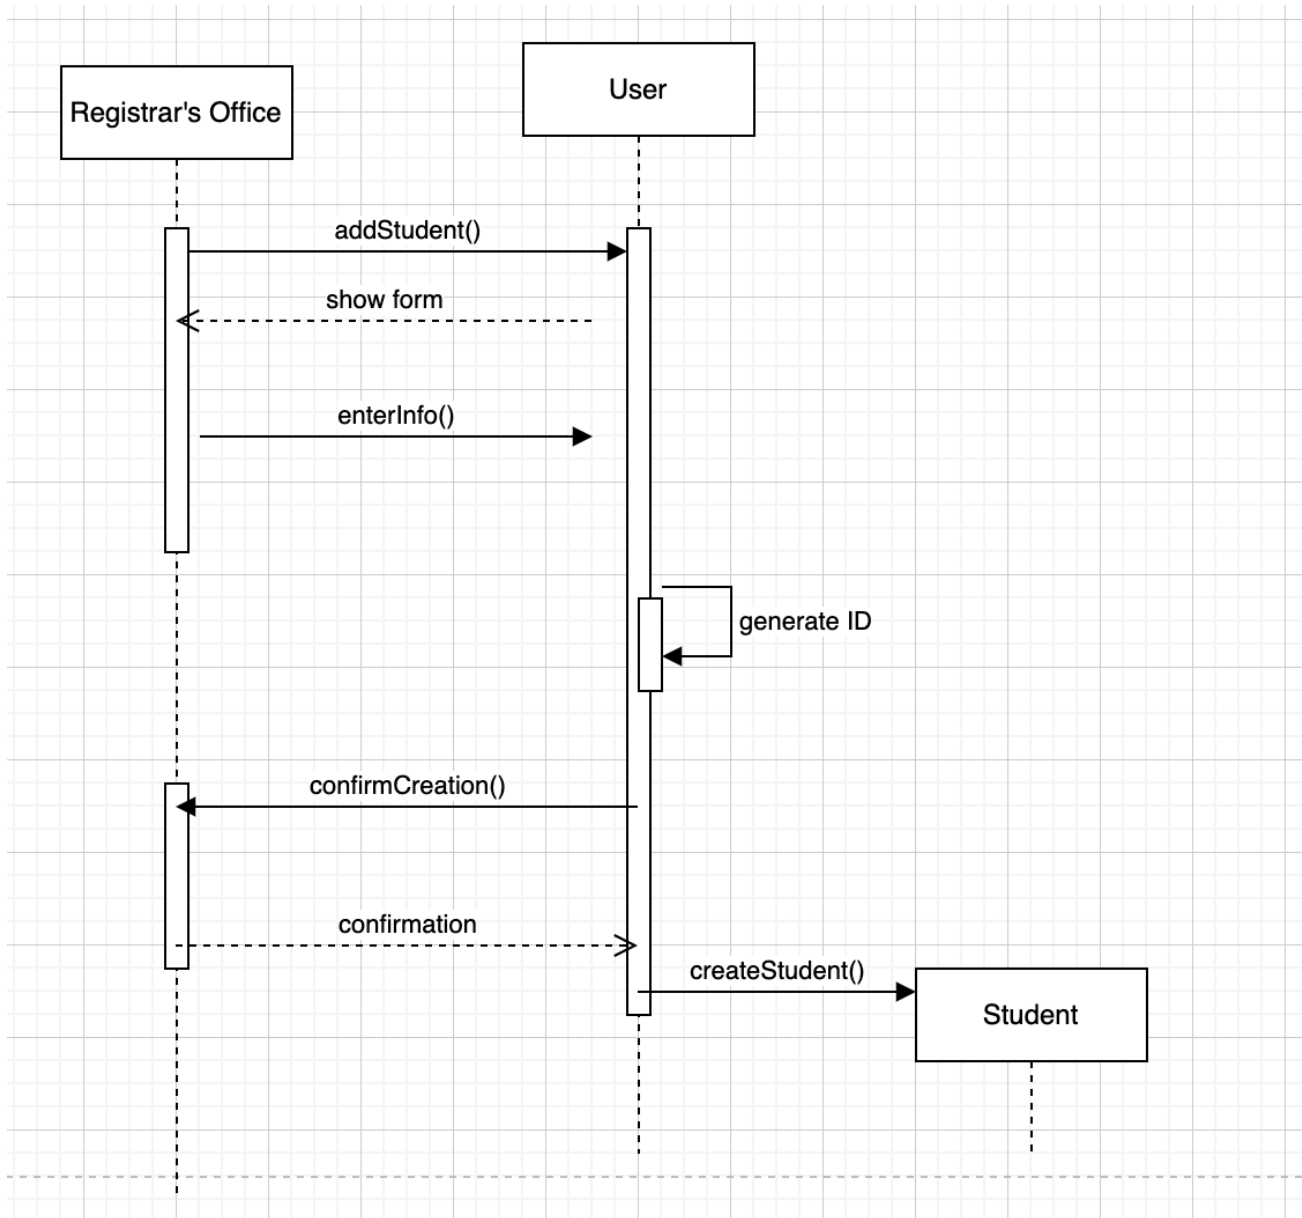 User
Registrar's Office
addStudent()
show form
enterInfo()
generate ID
confirmCreation()
confirmation
createStudent()
Student